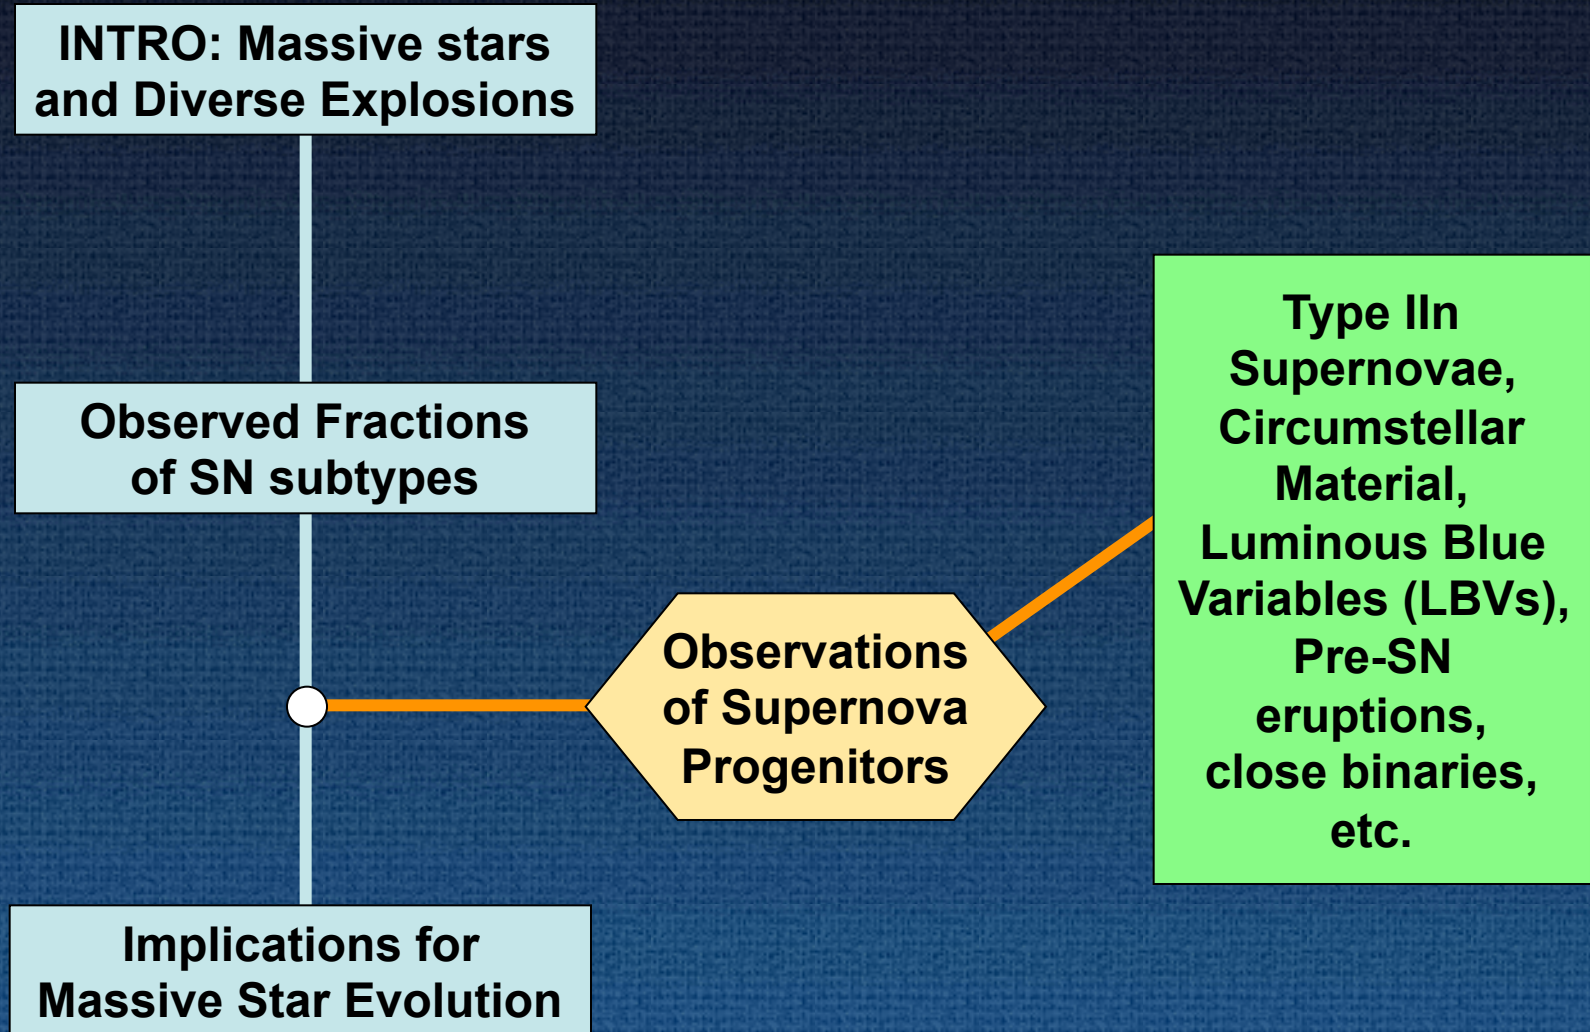 INTRO: Massive stars
and Diverse Explosions
Observed Fractions
of SN subtypes
Observations
of Supernova
Progenitors
Type IIn
Supernovae,
Circumstellar
Material,
Luminous Blue
Variables (LBVs),
Pre-SN
eruptions,
close binaries,
etc.
Implications for
Massive Star Evolution